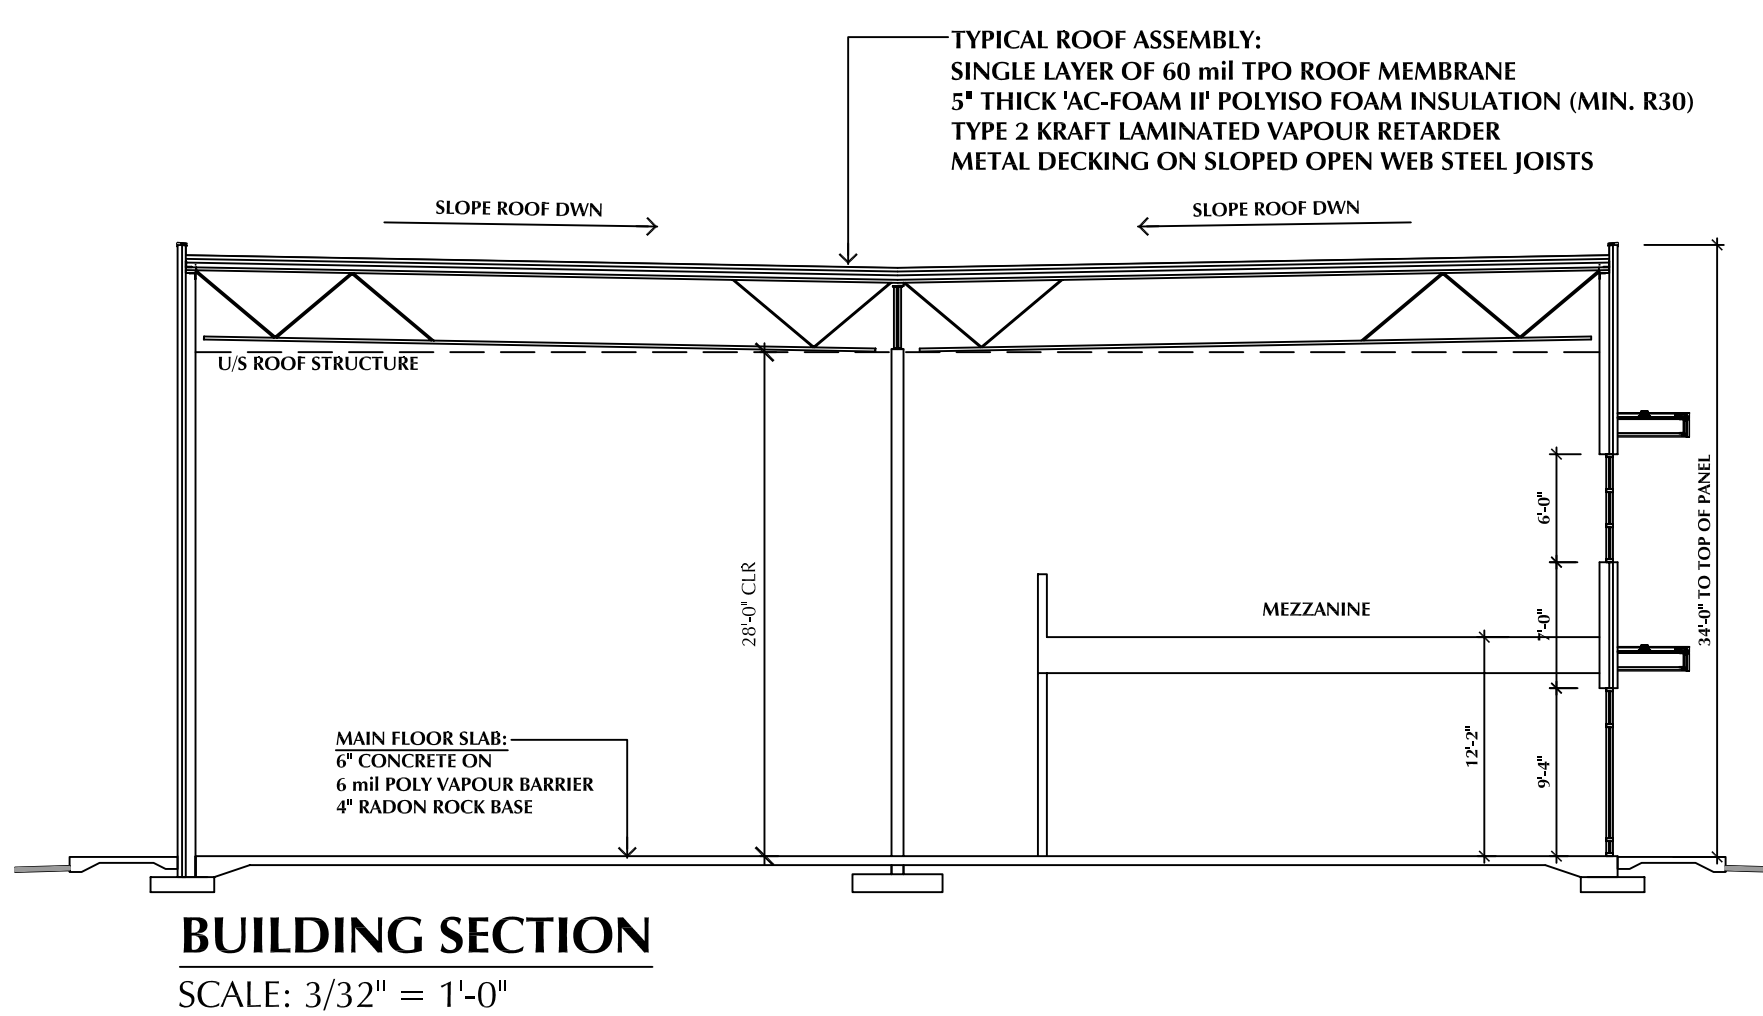 TYPICAL ROOF ASSEMBLY:
SINGLE LAYER OF 60 mil TPO ROOF MEMBRANE
5" THICK 'AC-FOAM II' POLYISO FOAM INSULATION (MIN. R30)
TYPE 2 KRAFT LAMINATED VAPOUR RETARDER
METAL DECKING ON SLOPED OPEN WEB STEEL JOISTS
SLOPE ROOF DWN
SLOPE ROOF DWN
U/S ROOF STRUCTURE
28'-0" CLR
6'-0"
34'-0" TO TOP OF PANEL
MEZZANINE
7'-0"
12'-2"
9'-4"
MAIN FLOOR SLAB:
6" CONCRETE ON
6 mil POLY VAPOUR BARRIER
4" RADON ROCK BASE
BUILDING SECTION
SCALE: 3/32" = 1'-0"